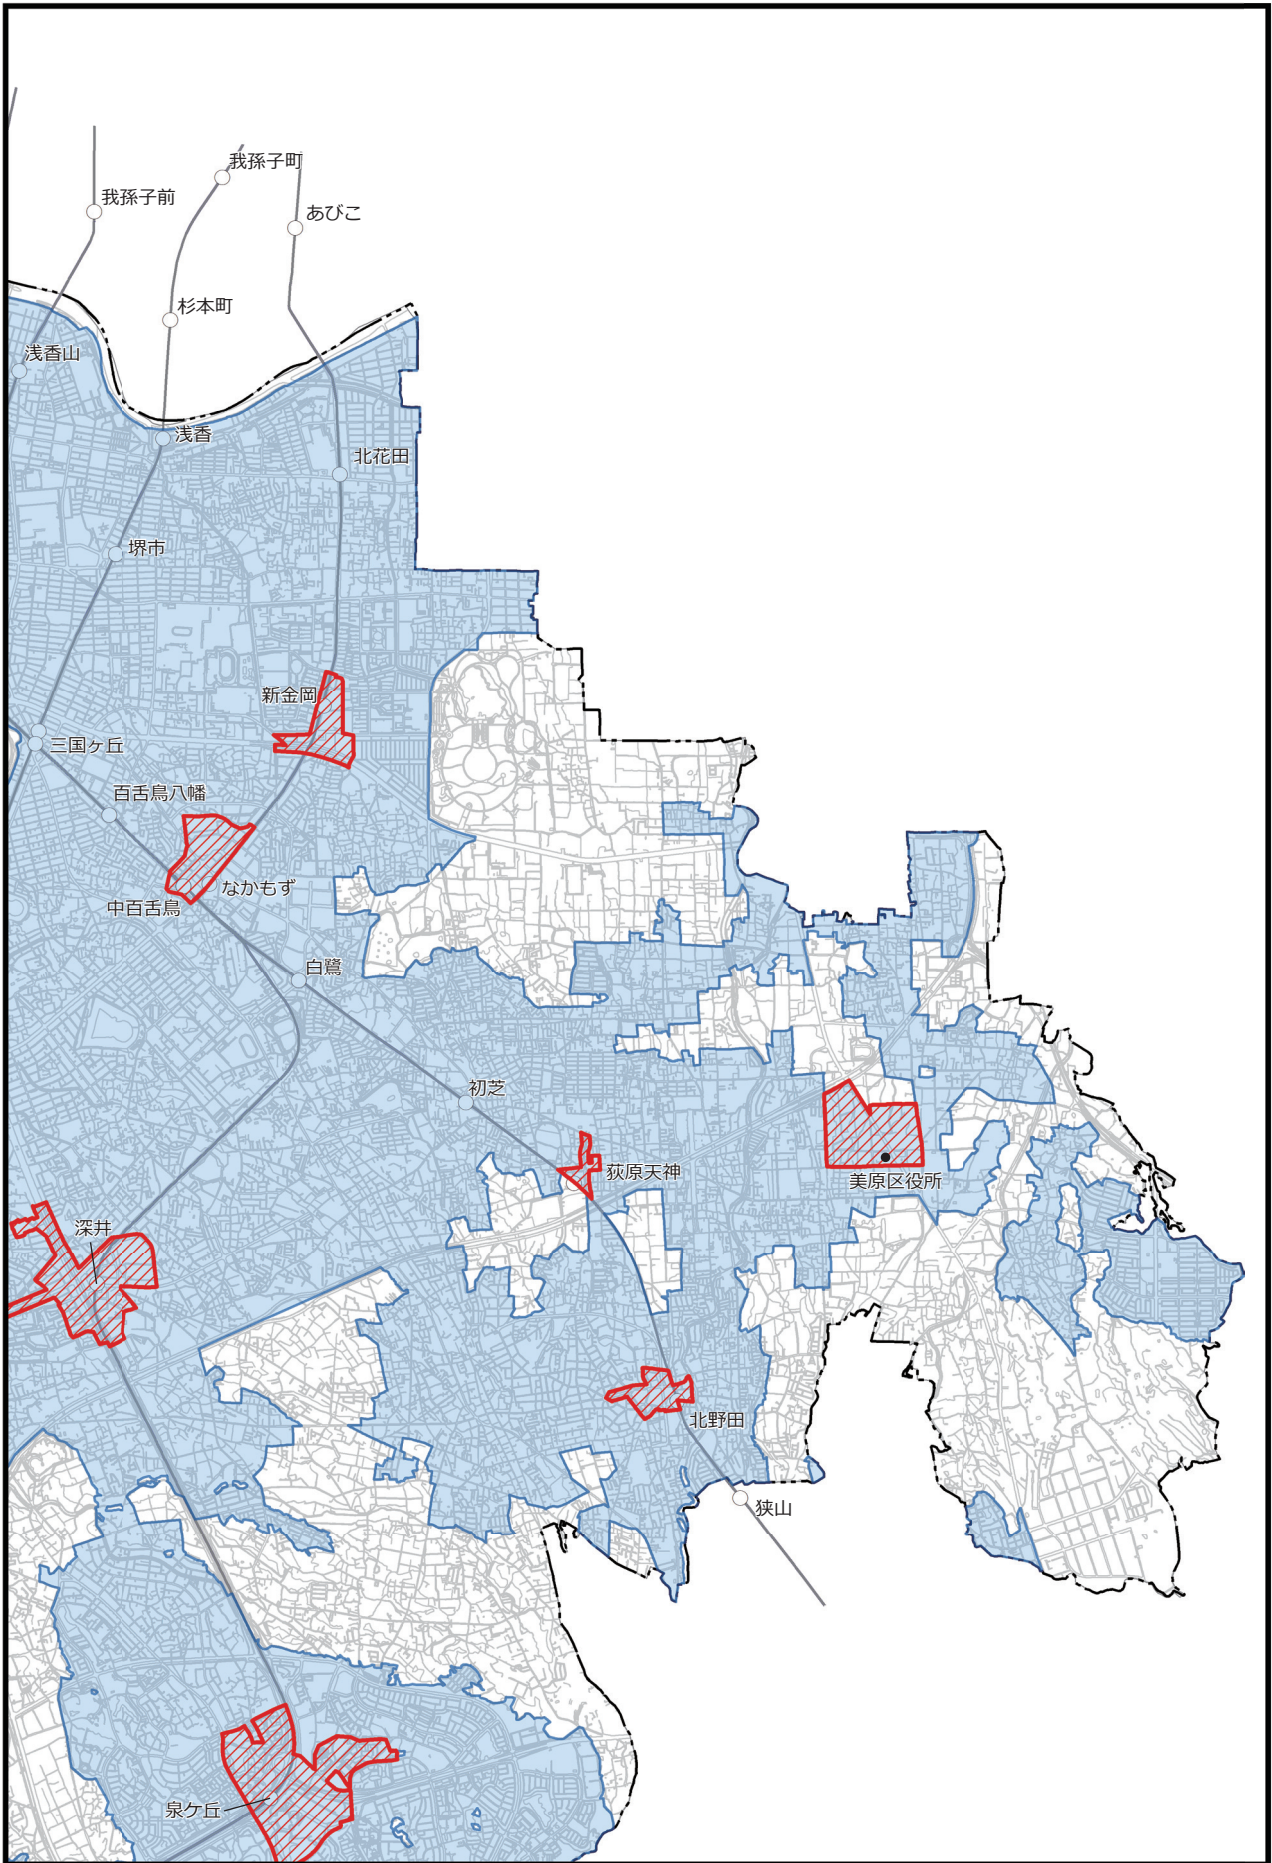 我孫子町
我孫子前
あびこ
杉本町
浅香山
浅香
北花田
堺市
新金岡
三国ヶ丘
百舌鳥八幡
なかもず
中百舌鳥
白鷺
初芝
萩原天神
美原区役所
深井
北野田
狭山
泉ケ丘